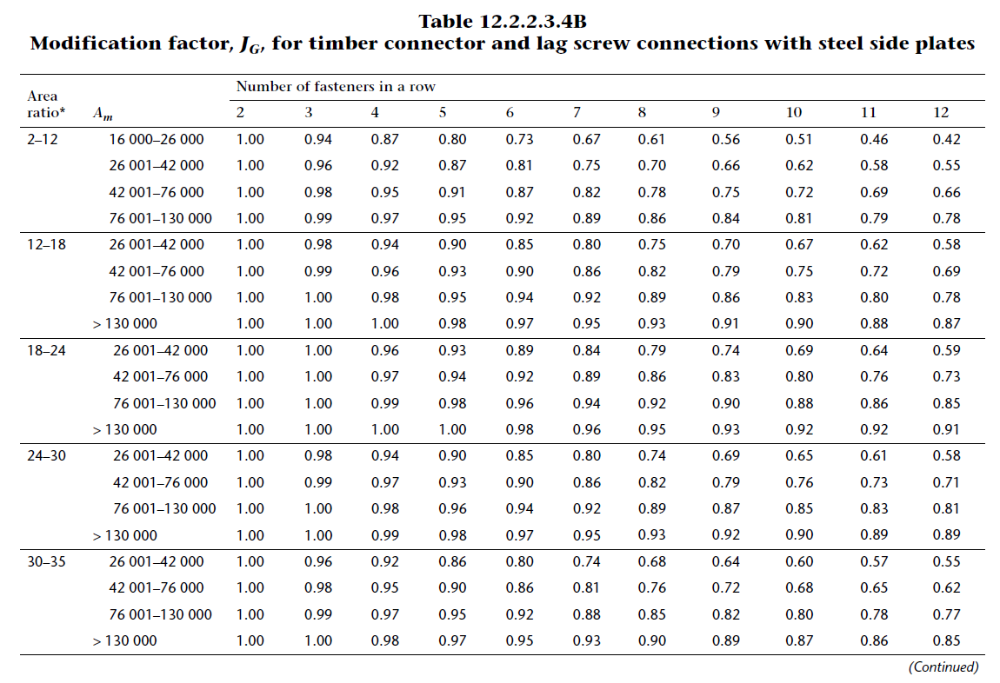 Table 12.2.2.3.4B
Modification factor, J_G, for timber connector and lag screw connections with steel side plates
Number of fasteners in a row
Area ratio* A_m 2 3 4 5 6 7 8 9 10 11 12
2–12 16 000–26 000 1.00 0.94 0.87 0.80 0.73 0.67 0.61 0.56 0.51 0.46 0.42
26 001–42 000 1.00 0.96 0.92 0.87 0.81 0.75 0.70 0.66 0.62 0.58 0.55
42 001–76 000 1.00 0.98 0.95 0.91 0.87 0.82 0.78 0.75 0.72 0.69 0.66
76 001–130 000 1.00 0.99 0.97 0.95 0.92 0.89 0.86 0.84 0.81 0.79 0.78
12–18 26 001–42 000 1.00 0.98 0.94 0.90 0.85 0.80 0.75 0.70 0.67 0.62 0.58
42 001–76 000 1.00 0.99 0.96 0.93 0.90 0.86 0.82 0.79 0.75 0.72 0.69
76 001–130 000 1.00 1.00 0.98 0.95 0.94 0.92 0.89 0.86 0.83 0.80 0.78
> 130 000 1.00 1.00 1.00 0.98 0.97 0.95 0.93 0.91 0.90 0.88 0.87
18–24 26 001–42 000 1.00 1.00 0.96 0.93 0.89 0.84 0.79 0.74 0.69 0.64 0.59
42 001–76 000 1.00 1.00 0.97 0.94 0.92 0.89 0.86 0.83 0.80 0.76 0.73
76 001–130 000 1.00 1.00 0.99 0.98 0.96 0.94 0.92 0.90 0.88 0.86 0.85
> 130 000 1.00 1.00 1.00 1.00 0.98 0.96 0.95 0.93 0.92 0.92 0.91
24–30 26 001–42 000 1.00 0.98 0.94 0.90 0.85 0.80 0.74 0.69 0.65 0.61 0.58
42 001–76 000 1.00 0.99 0.97 0.93 0.90 0.86 0.82 0.79 0.76 0.73 0.71
76 001–130 000 1.00 1.00 0.98 0.96 0.94 0.92 0.89 0.87 0.85 0.83 0.81
> 130 000 1.00 1.00 0.99 0.98 0.97 0.95 0.93 0.92 0.90 0.89 0.89
30–35 26 001–42 000 1.00 0.96 0.92 0.86 0.80 0.74 0.68 0.64 0.60 0.57 0.55
42 001–76 000 1.00 0.98 0.95 0.90 0.86 0.81 0.76 0.72 0.68 0.65 0.62
76 001–130 000 1.00 0.99 0.97 0.95 0.92 0.88 0.85 0.82 0.80 0.78 0.77
> 130 000 1.00 1.00 0.98 0.97 0.95 0.93 0.90 0.89 0.87 0.86 0.85
(Continued)